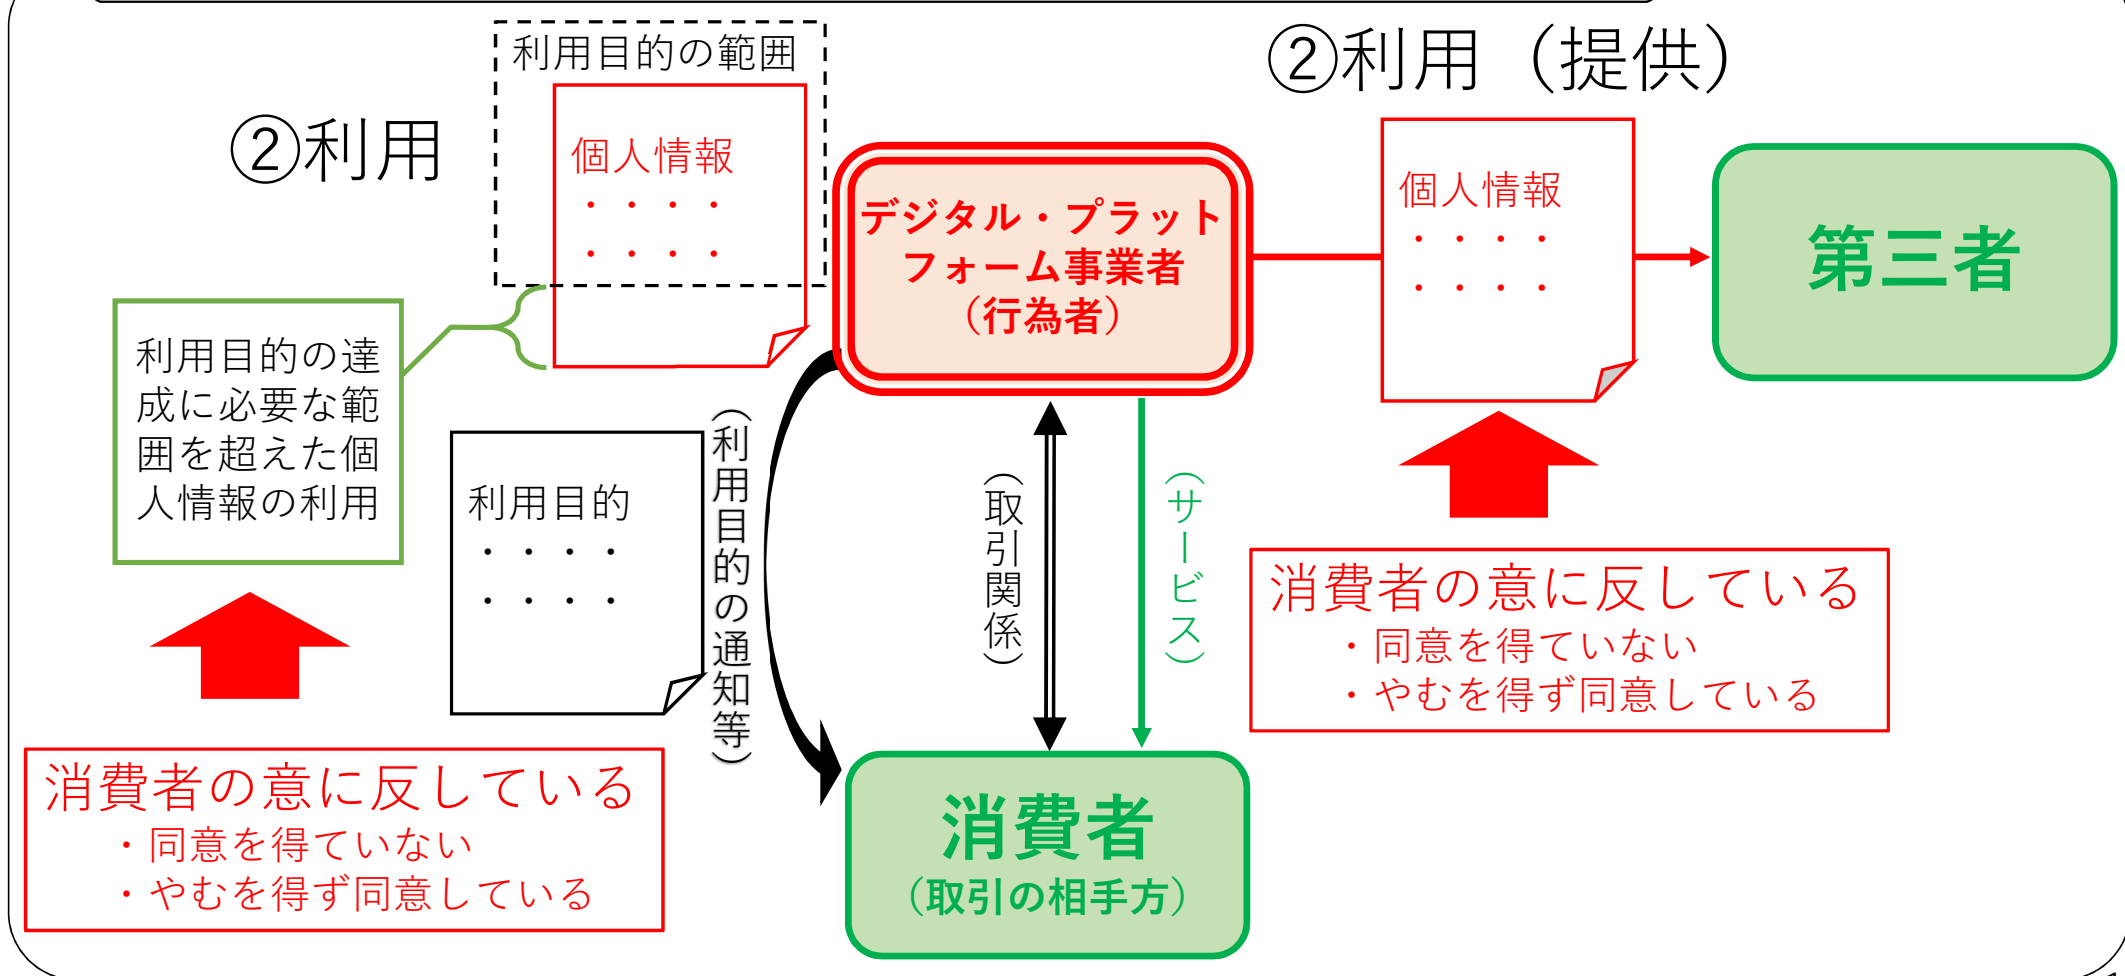 利用目的の範囲
②利用（提供）
②利用
個人情報
・・・・
・・・・
デジタル・プラット
フォーム事業者
（行為者）
個人情報
・・・・
・・・・
第三者
利用目的の達
成に必要な範
囲を超えた個
人情報の利用
利用目的
・・・・
・・・・
（利用目的の通知等）
（取引関係）
（サービス）
消費者の意に反している
・同意を得ていない
・やむを得ず同意している
消費者の意に反している
・同意を得ていない
・やむを得ず同意している
消費者
（取引の相手方）